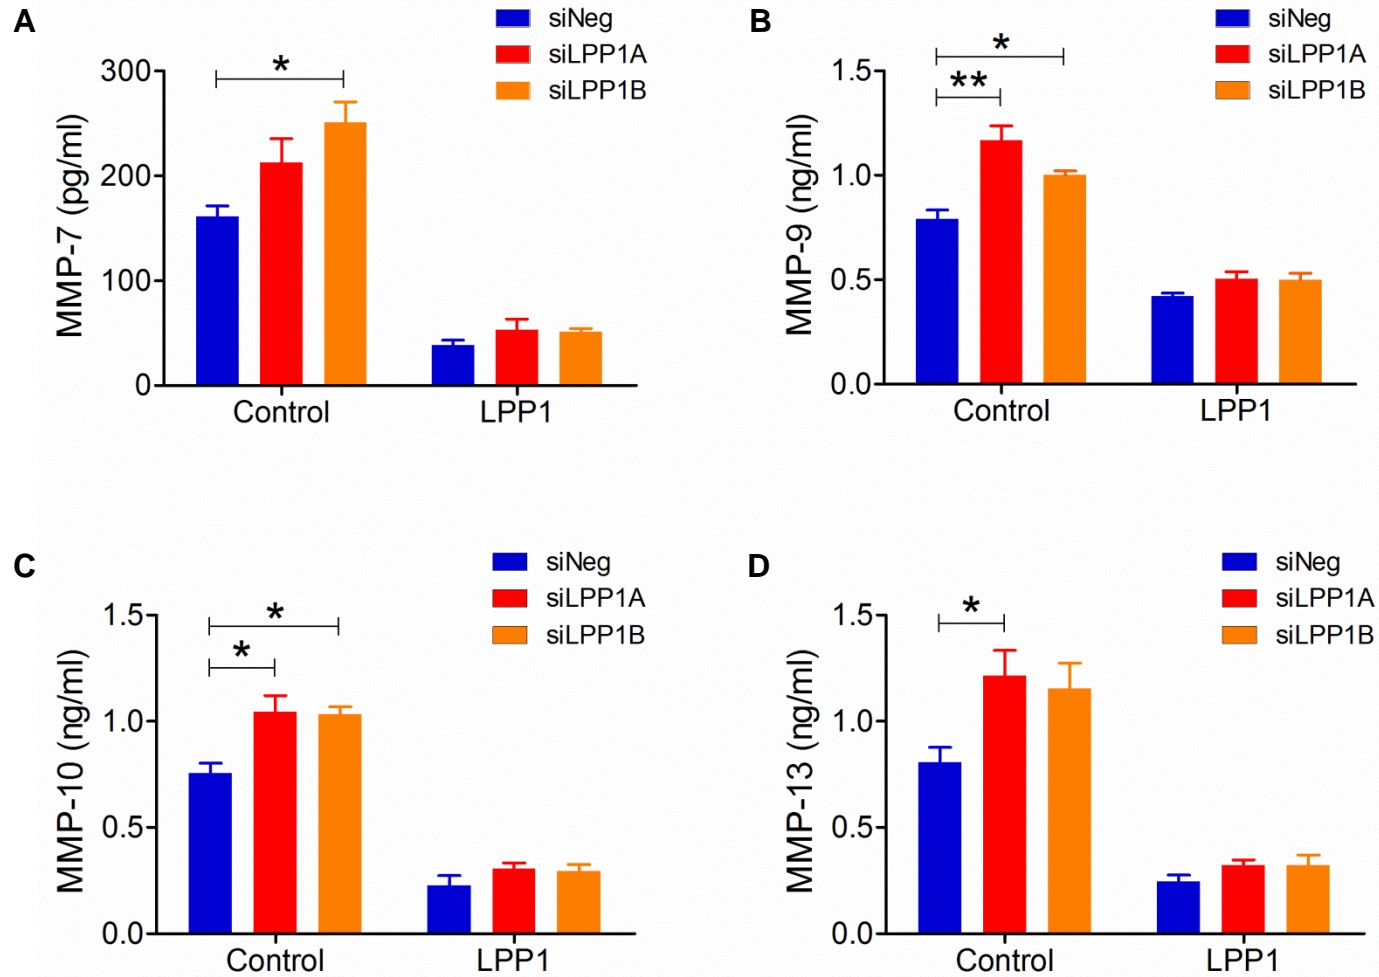 A
siNeg
siLPP1A
siLPP1B
*
300
200
100
0
MMP-7 (pg/ml)
Control
LPP1
B
siNeg
siLPP1A
siLPP1B
*
**
1.5
1.0
0.5
0.0
MMP-9 (ng/ml)
Control
LPP1
C
siNeg
siLPP1A
siLPP1B
*
*
1.5
1.0
0.5
0.0
MMP-10 (ng/ml)
Control
LPP1
D
siNeg
siLPP1A
siLPP1B
*
1.5
1.0
0.5
0.0
MMP-13 (ng/ml)
Control
LPP1